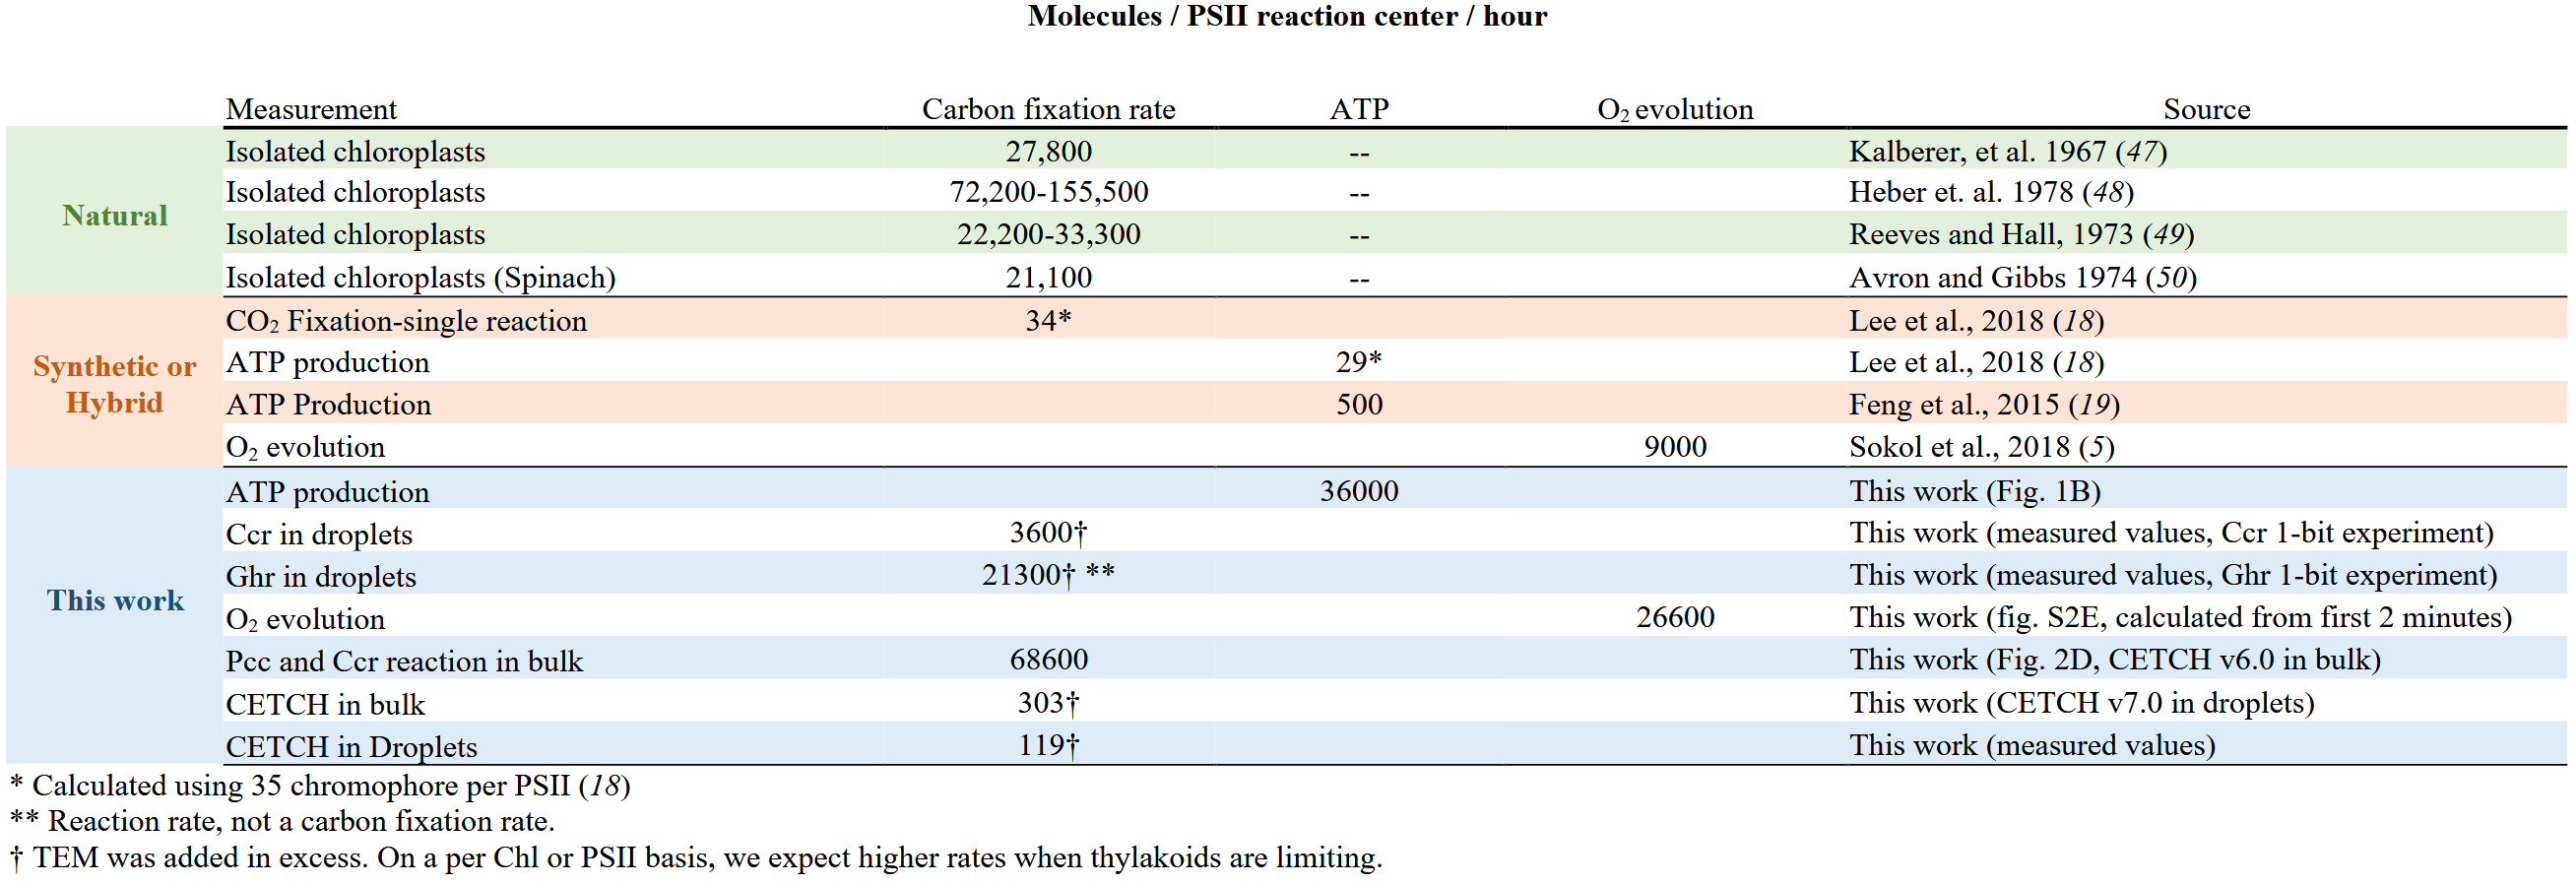 Molecules / PSII reaction center / hour
Measurement Carbon fixation rate ATP O₂ evolution Source
Natural
Isolated chloroplasts 27,800 -- Kalberer, et al. 1967 (47)
Isolated chloroplasts 72,200-155,500 -- Heber et. al. 1978 (48)
Isolated chloroplasts 22,200-33,300 -- Reeves and Hall, 1973 (49)
Isolated chloroplasts (Spinach) 21,100 -- Avron and Gibbs 1974 (50)
Synthetic or
Hybrid
CO₂ Fixation-single reaction 34* Lee et al., 2018 (18)
ATP production 29* Lee et al., 2018 (18)
ATP Production 500 Feng et al., 2015 (19)
O₂ evolution 9000 Sokol et al., 2018 (5)
This work
ATP production 36000 This work (Fig. 1B)
Ccr in droplets 3600† This work (measured values, Ccr 1-bit experiment)
Ghr in droplets 21300† ** This work (measured values, Ghr 1-bit experiment)
O₂ evolution 26600 This work (fig. S2E, calculated from first 2 minutes)
Pcc and Ccr reaction in bulk 68600 This work (Fig. 2D, CETCH v6.0 in bulk)
CETCH in bulk 303† This work (CETCH v7.0 in droplets)
CETCH in Droplets 119† This work (measured values)
* Calculated using 35 chromophore per PSII (18)
** Reaction rate, not a carbon fixation rate.
† TEM was added in excess. On a per Chl or PSII basis, we expect higher rates when thylakoids are limiting.